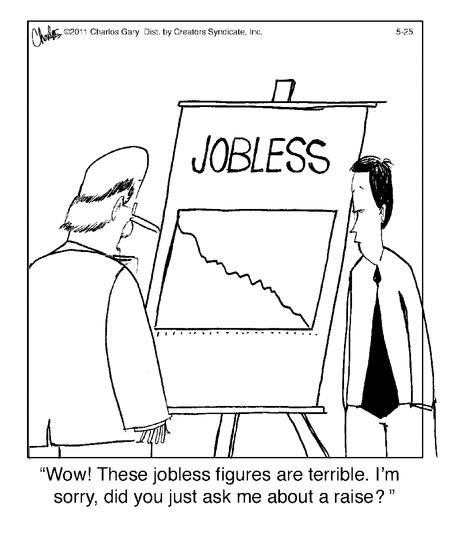 Charles ©2011 Charlos Gary Dist. by Creators Syndicate, Inc. 5-25
JOBLESS
“Wow! These jobless figures are terrible. I'm
sorry, did you just ask me about a raise? ”